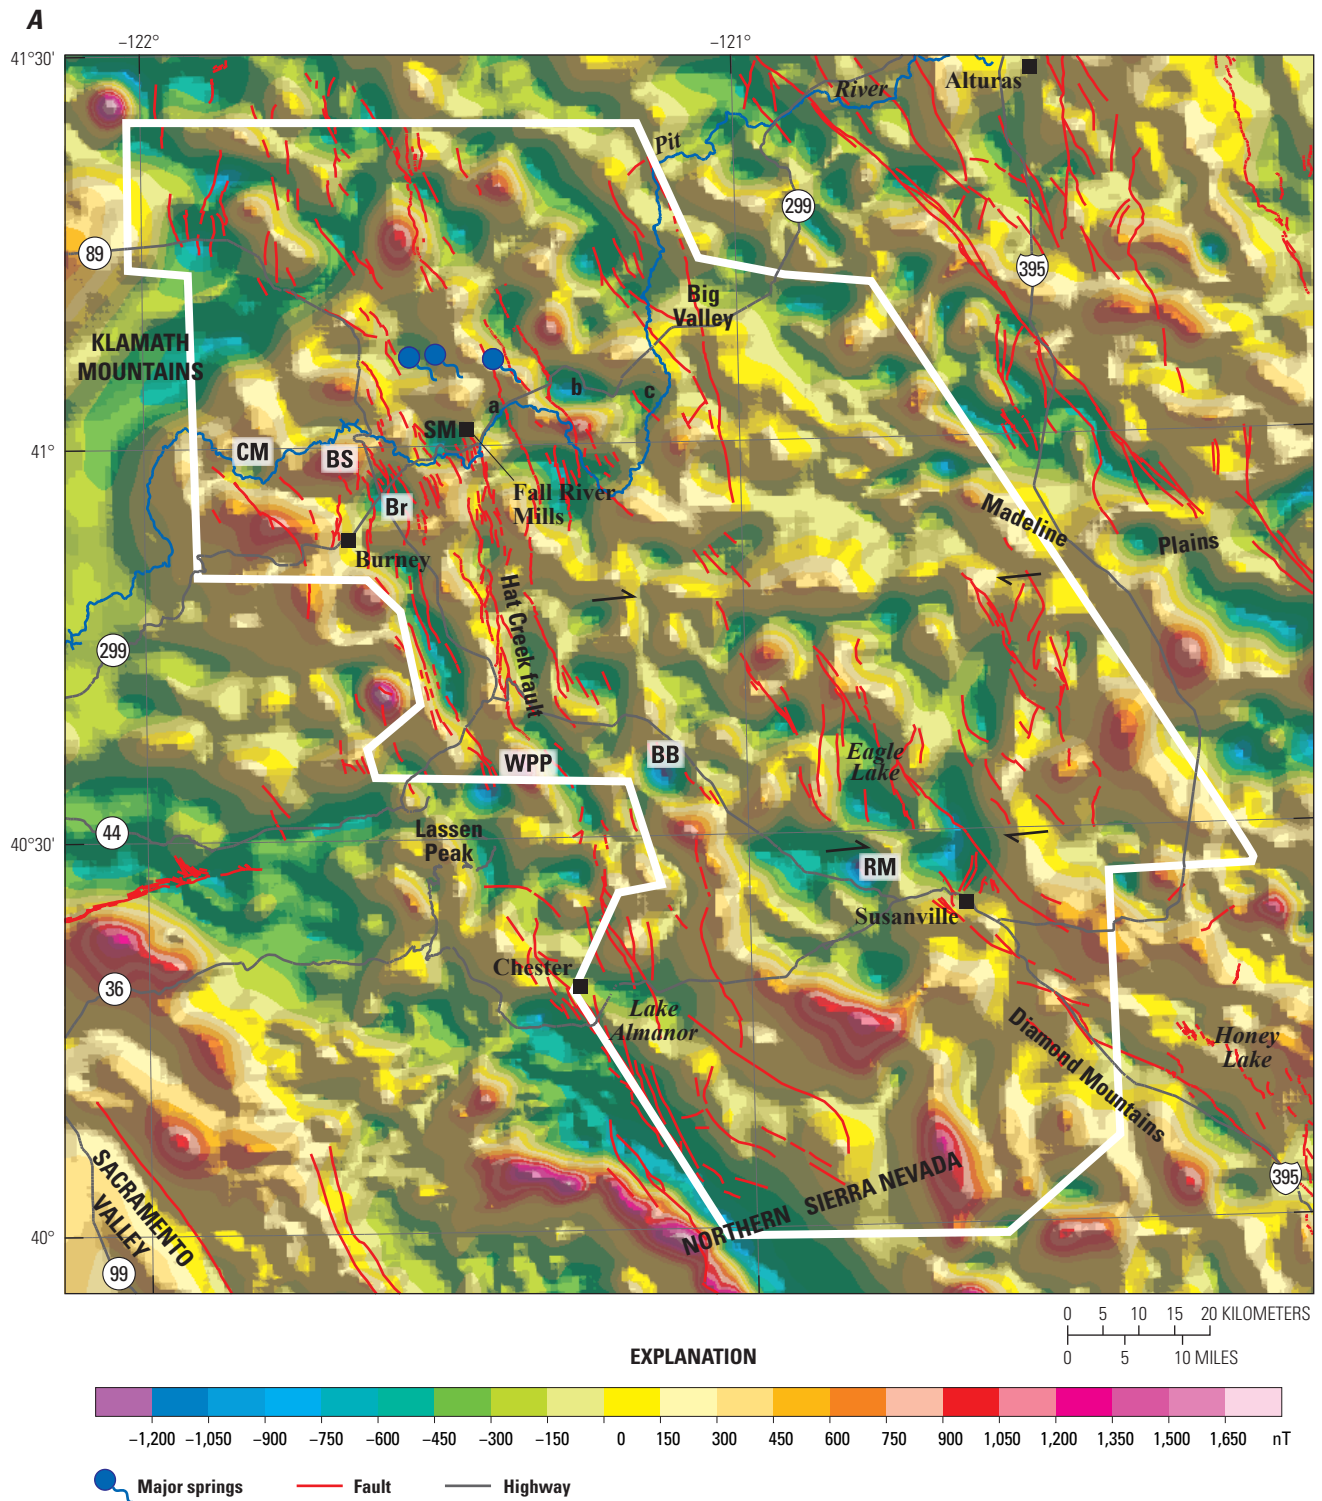 A
−122°
−121°
41°30'
Alturas
River
Pit
299
89
395
Big
Valley
KLAMATH
MOUNTAINS
b
c
a
SM
41°
CM
BS
Br
Fall River
Mills
Madeline
Plains
Burney
Hat Creek fault
299
Eagle
Lake
BB
WPP
44
Lassen
Peak
40°30'
RM
Susanville
Chester
36
Lake
Almanor
Diamond Mountains
Honey
Lake
SACRAMENTO
VALLEY
NORTHERN SIERRA NEVADA
395
40°
99
0 5 10 15 20 KILOMETERS
0 5 10 MILES
EXPLANATION
−1,200 −1,050 −900 −750 −600 −450 −300 −150 0 150 300 450 600 750 900 1,050 1,200 1,350 1,500 1,650 nT
Major springs Fault Highway